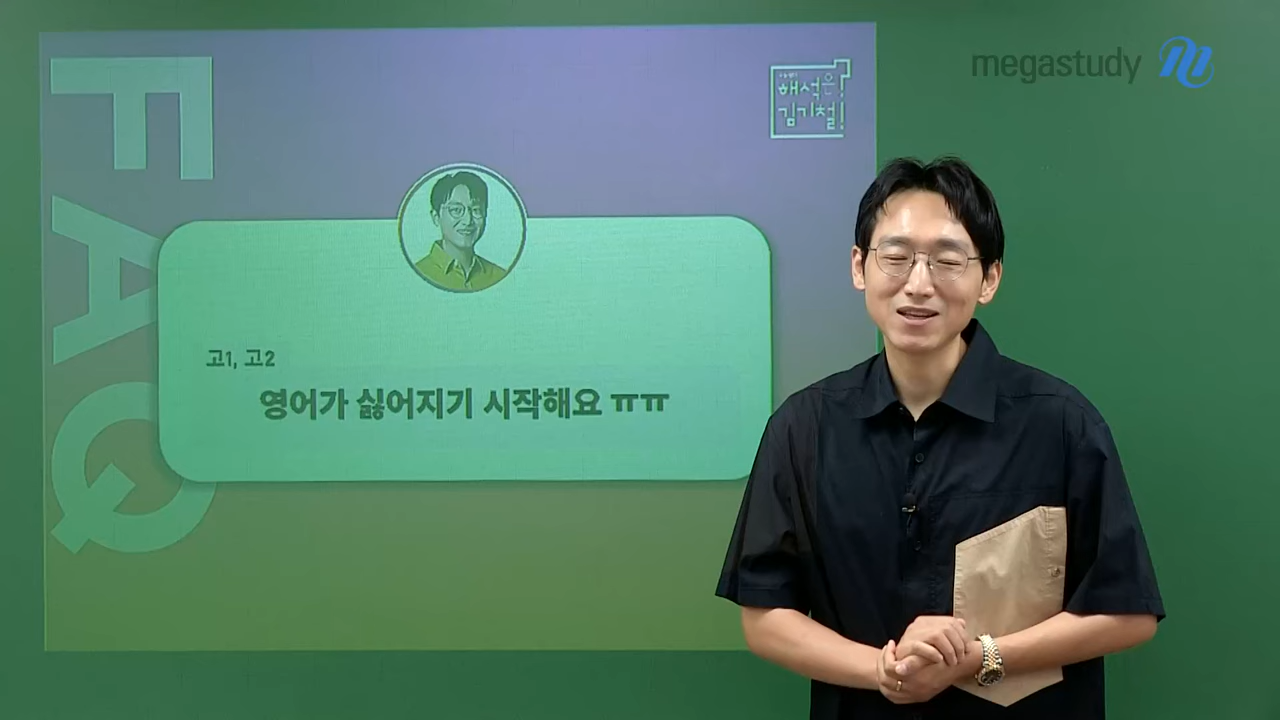 megastudy
해석은!
김기철!
FAQ
고1, 고2
영어가 싫어지기 시작해요 ㅠㅠ